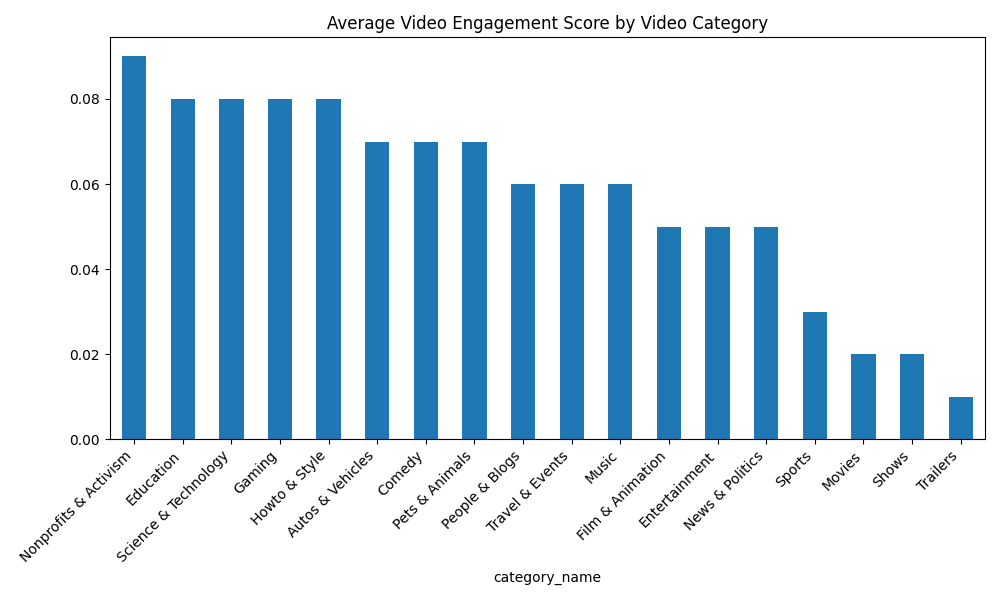 Average Video Engagement Score by Video Category
0.08
0.06
0.04
0.02
0.00
Nonprofits & Activism
Education
Science & Technology
Gaming
Howto & Style
Autos & Vehicles
Comedy
Pets & Animals
People & Blogs
Travel & Events
Music
Film & Animation
Entertainment
News & Politics
Sports
Movies
Shows
Trailers
category_name